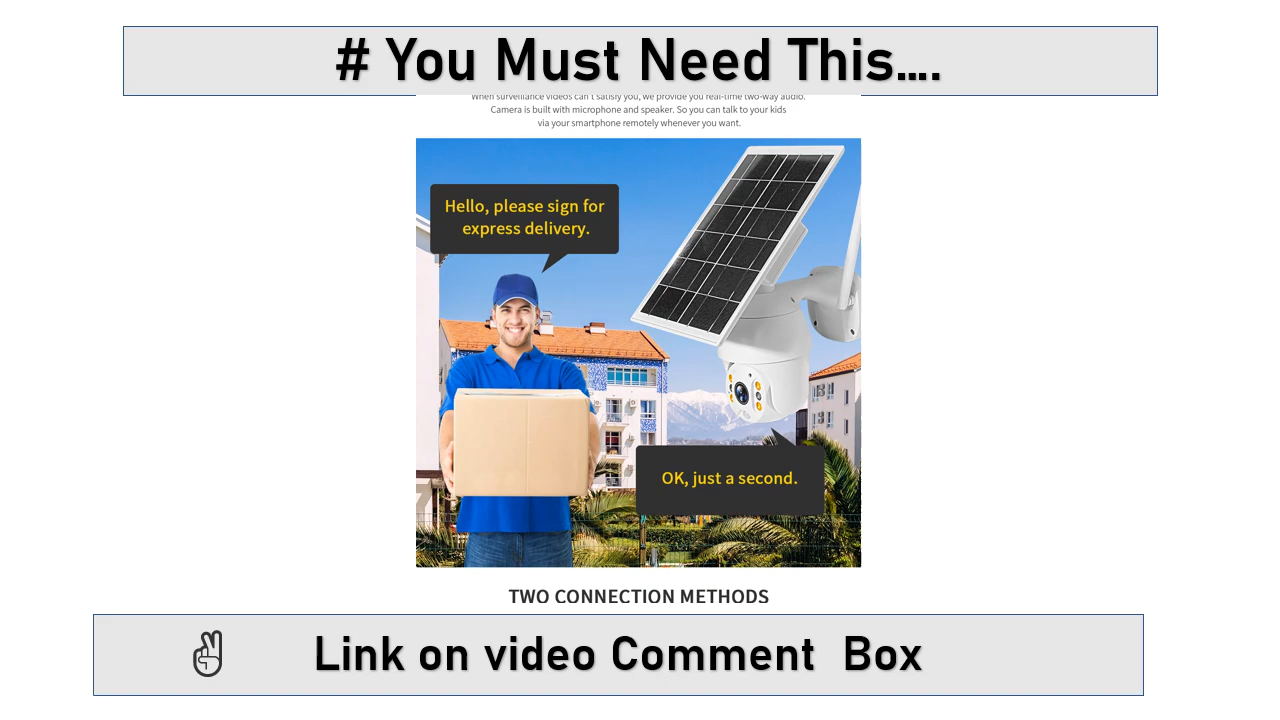 # You Must Need This....
When surveillance videos can't satisfy you, we provide you real-time two-way audio.
Camera is built with microphone and speaker. So you can talk to your kids
via your smartphone remotely whenever you want.
Hello, please sign for
express delivery.
OK, just a second.
TWO CONNECTION METHODS
Link on video Comment Box